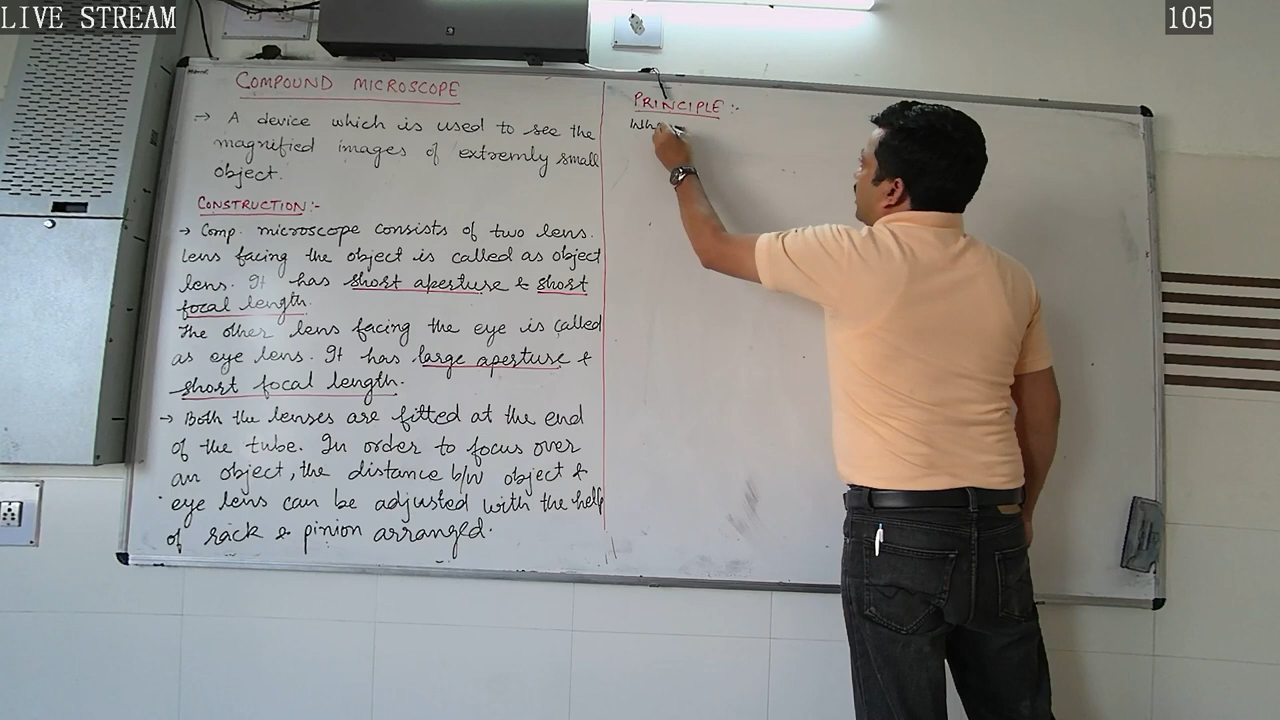 LIVE STREAM
105
COMPOUND MICROSCOPE
→ A device which is used to see the
magnified images of extremly small
object.
CONSTRUCTION:-
→ Comp. microscope consists of two lens.
Lens facing the object is called as object
lens. It has short aperture & short
focal length.
The other lens facing the eye is called
as eye lens. It has large aperture &
short focal length.
→ Both the lenses are fitted at the end
of the tube. In order to focus over
an object, the distance b/w object &
eye lens can be adjusted with the help
of rack & pinion arranged.
PRINCIPLE:-